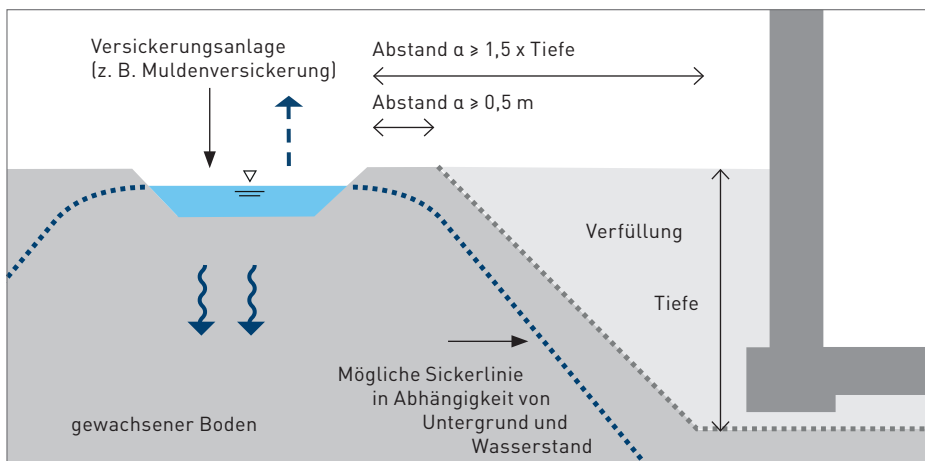 Versickerungsanlage
(z. B. Muldenversickerung)
Abstand α ≥ 1,5 x Tiefe
Abstand α ≥ 0,5 m
Verfüllung
Tiefe
Mögliche Sickerlinie
in Abhängigkeit von
Untergrund und
Wasserstand
gewachsener Boden